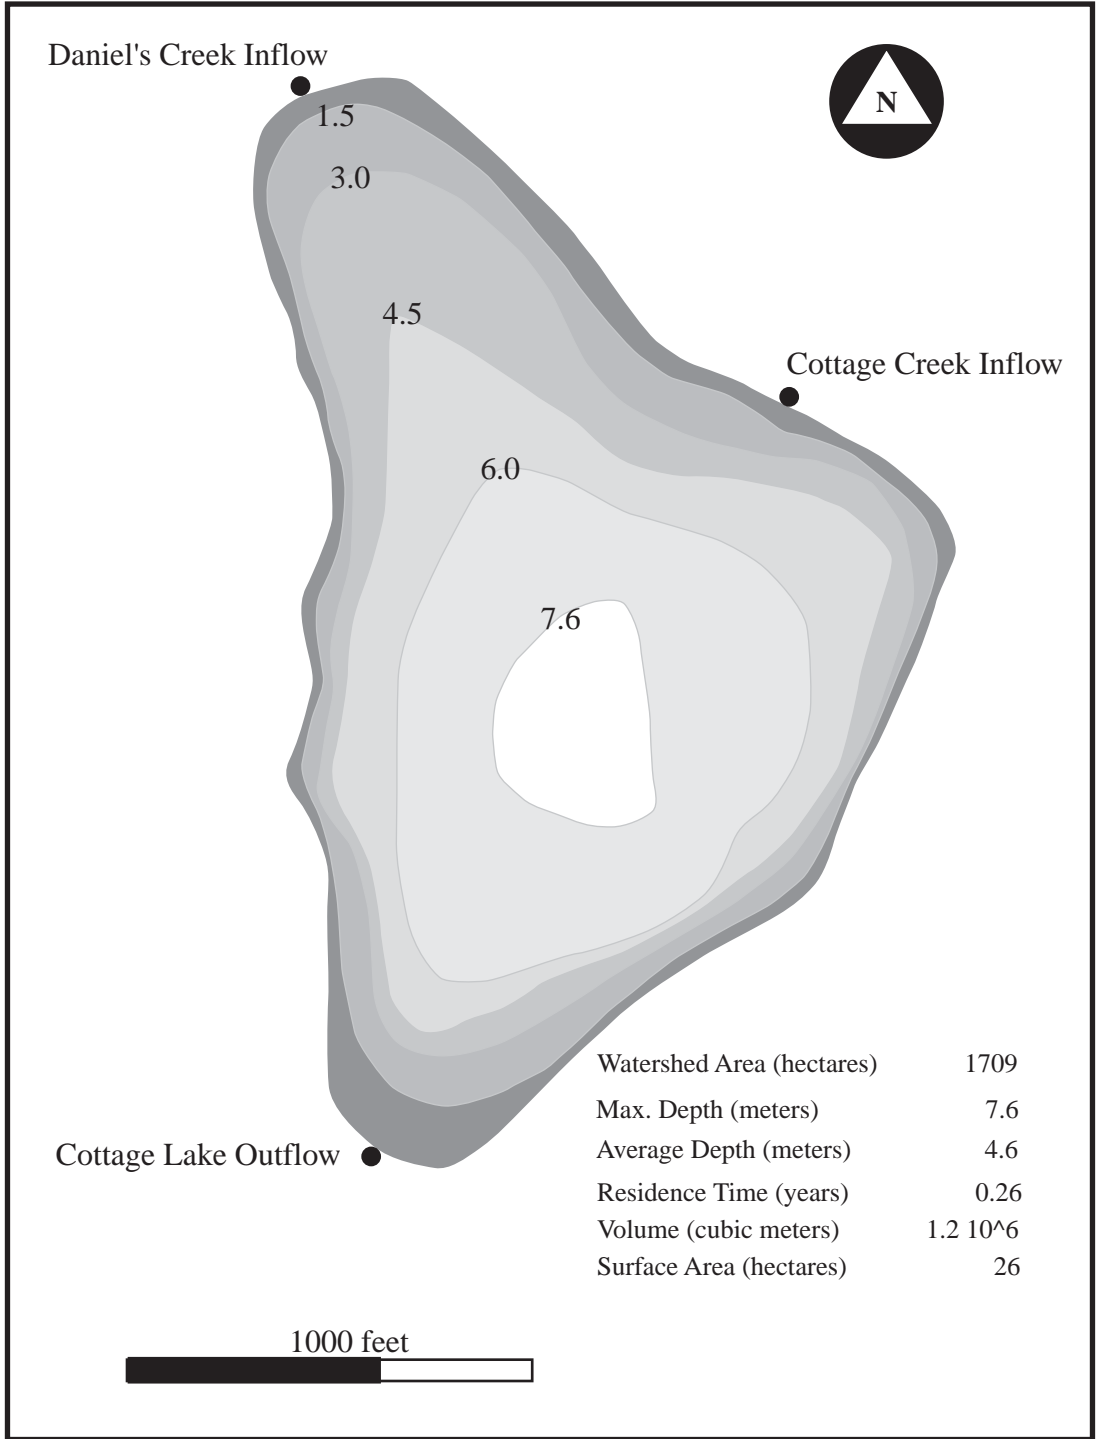 Daniel's Creek Inflow
N
1.5
3.0
4.5
Cottage Creek Inflow
6.0
7.6
Watershed Area (hectares) 1709
Max. Depth (meters) 7.6
Average Depth (meters) 4.6
Cottage Lake Outflow
Residence Time (years) 0.26
Volume (cubic meters) 1.2 10^6
Surface Area (hectares) 26
1000 feet